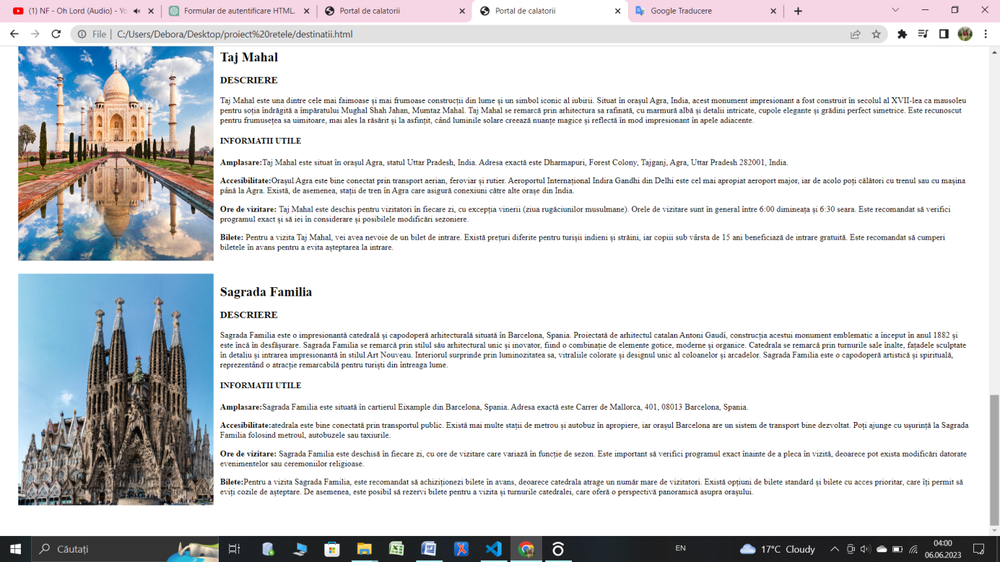 (1) NF - Oh Lord (Audio) - Yo
Formular de autentificare HTML.
Portal de calatorii
Portal de calatorii
Google Traducere
File | C:/Users/Debora/Desktop/proiect%20retele/destinatii.html
Taj Mahal
DESCRIERE
Taj Mahal este una dintre cele mai faimoase și mai frumoase construcții din lume și un simbol iconic al iubirii. Situat în orașul Agra, India, acest monument impresionant a fost construit în secolul al XVII-lea ca mausoleu
pentru soția îndrăgită a împăratului Mughal Shah Jahan, Mumtaz Mahal. Taj Mahal se remarcă prin arhitectura sa rafinată, cu marmură albă și detalii intricate, cupole elegante și grădini perfect simetrice. Este recunoscut
pentru frumusețea sa uimitoare, mai ales la răsărit și la asfințit, când luminile solare creează nuanțe magice și reflectă în mod impresionant în apele adiacente.
INFORMATII UTILE
Amplasare:Taj Mahal este situat în orașul Agra, statul Uttar Pradesh, India. Adresa exactă este Dharmapuri, Forest Colony, Tajganj, Agra, Uttar Pradesh 282001, India.
Accesibilitate:Orașul Agra este bine conectat prin transport aerian, feroviar și rutier. Aeroportul Internațional Indira Gandhi din Delhi este cel mai apropiat aeroport major, iar de acolo poți călători cu trenul sau cu mașina
până la Agra. Există, de asemenea, stații de tren în Agra care asigură conexiuni către alte orașe din India.
Ore de vizitare: Taj Mahal este deschis pentru vizitatori în fiecare zi, cu excepția vinerii (ziua rugăciunilor musulmane). Orele de vizitare sunt în general între 6:00 dimineața și 6:30 seara. Este recomandat să verifici
programul exact și să iei în considerare și posibilele modificări sezoniere.
Bilete: Pentru a vizita Taj Mahal, vei avea nevoie de un bilet de intrare. Există prețuri diferite pentru turiștii indieni și străini, iar copiii sub vârsta de 15 ani beneficiază de intrare gratuită. Este recomandat să cumperi
biletele în avans pentru a evita așteptarea la intrare.
Sagrada Familia
DESCRIERE
Sagrada Familia este o impresionantă catedrală și capodoperă arhitecturală situată în Barcelona, Spania. Proiectată de arhitectul catalan Antoni Gaudí, construcția acestui monument emblematic a început în anul 1882 și
este încă în desfășurare. Sagrada Familia se remarcă prin stilul său arhitectural unic și inovator, fiind o combinație de elemente gotice, moderne și organice. Catedrala se remarcă prin turnurile sale înalte, fațadele sculptate
în detaliu și intrarea impresionantă în stilul Art Nouveau. Interiorul surprinde prin luminozitatea sa, vitraliile colorate și designul unic al coloanelor și arcadelor. Sagrada Familia este o capodoperă artistică și spirituală,
reprezentând o atracție remarcabilă pentru turiști din întreaga lume.
INFORMATII UTILE
Amplasare:Sagrada Familia este situată în cartierul Eixample din Barcelona, Spania. Adresa exactă este Carrer de Mallorca, 401, 08013 Barcelona, Spania.
Accesibilitate:atedrala este bine conectată prin transportul public. Există mai multe stații de metrou și autobuz în apropiere, iar orașul Barcelona are un sistem de transport bine dezvoltat. Poți ajunge cu ușurință la Sagrada
Familia folosind metroul, autobuzele sau taxiurile.
Ore de vizitare: Sagrada Familia este deschisă în fiecare zi, cu ore de vizitare care variază în funcție de sezon. Este important să verifici programul exact înainte de a pleca în vizită, deoarece pot exista modificări datorate
evenimentelor sau ceremoniilor religioase.
Bilete:Pentru a vizita Sagrada Familia, este recomandat să achiziționezi bilete în avans, deoarece catedrala atrage un număr mare de vizitatori. Există opțiuni de bilete standard și bilete cu acces prioritar, care îți permit să
eviți cozile de așteptare. De asemenea, este posibil să rezervi bilete pentru a vizita și turnurile catedralei, care oferă o perspectivă panoramică asupra orașului.
Căutați
EN
17°C Cloudy
04:00
06.06.2023